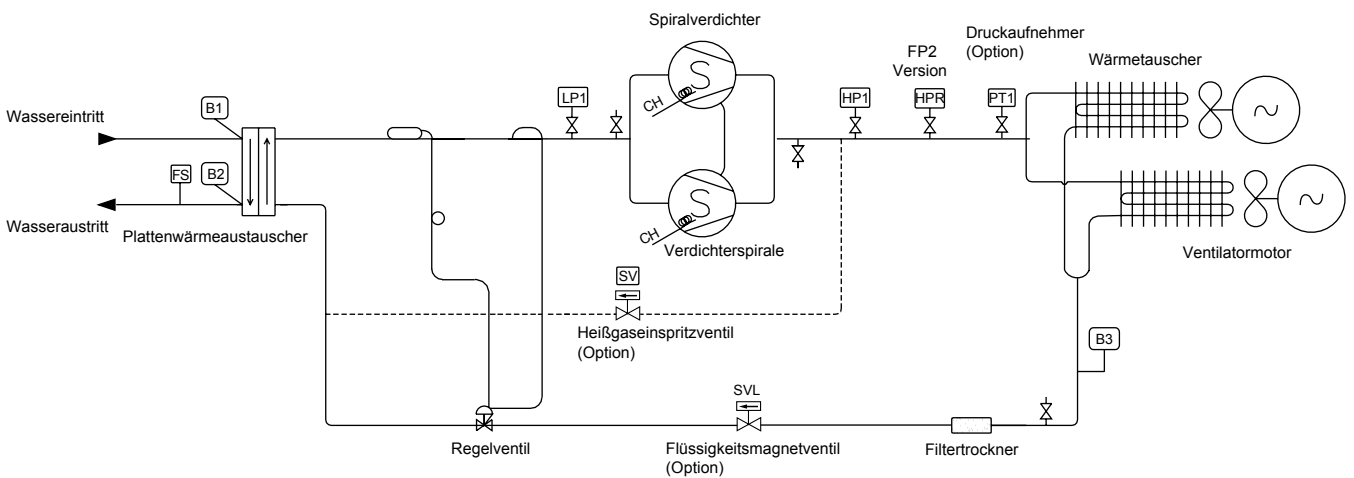 Spiralverdichter
Druckaufnehmer
(Option)
FP2
Version
Wärmetauscher
LP1
CH
HP1
HPR
PT1
B1
Wassereintritt
FS
B2
Wasseraustritt
Plattenwärmeaustauscher
CH
Verdichterspirale
Ventilatormotor
SV
Heißgaseinspritzventil
(Option)
B3
SVL
Regelventil
Flüssigkeitsmagnetventil
(Option)
Filtertrockner